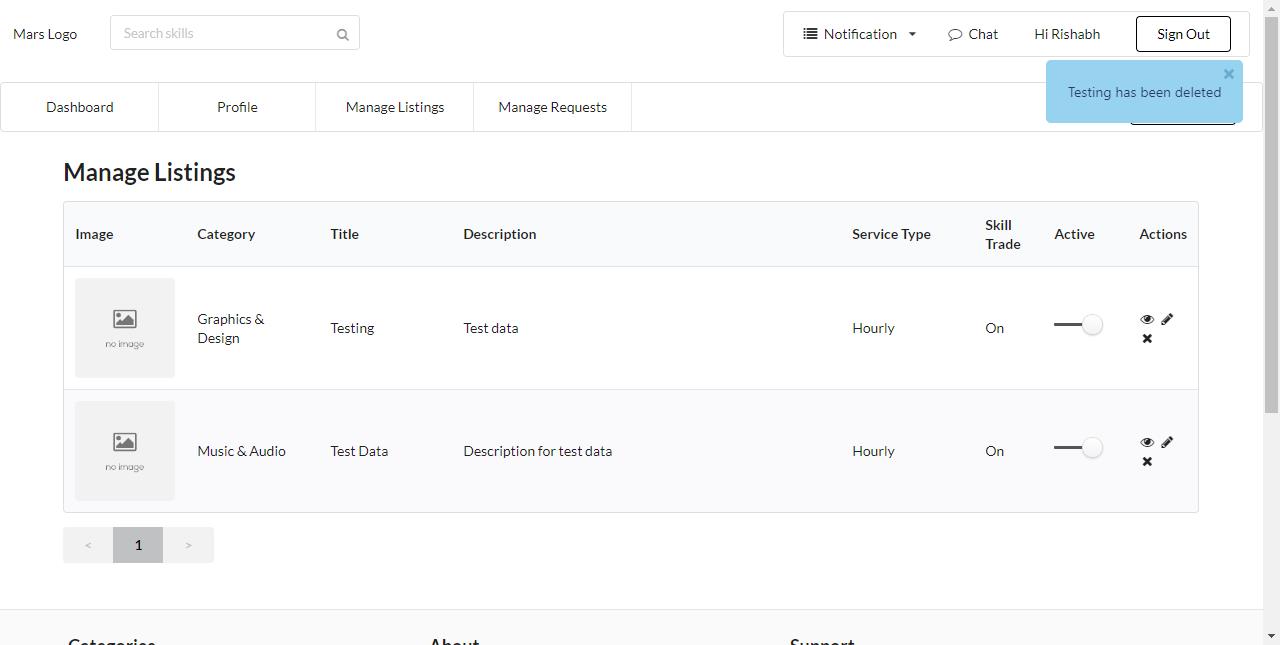 Mars Logo
Search skills
Notification
Chat
Hi Rishabh
Sign Out
Testing has been deleted
Dashboard
Profile
Manage Listings
Manage Requests
Manage Listings
Image Category Title Description Service Type Skill Trade Active Actions
no image
Graphics & Design
Testing
Test data
Hourly
On
no image
Music & Audio
Test Data
Description for test data
Hourly
On
< 1 >
Categories
About
Support